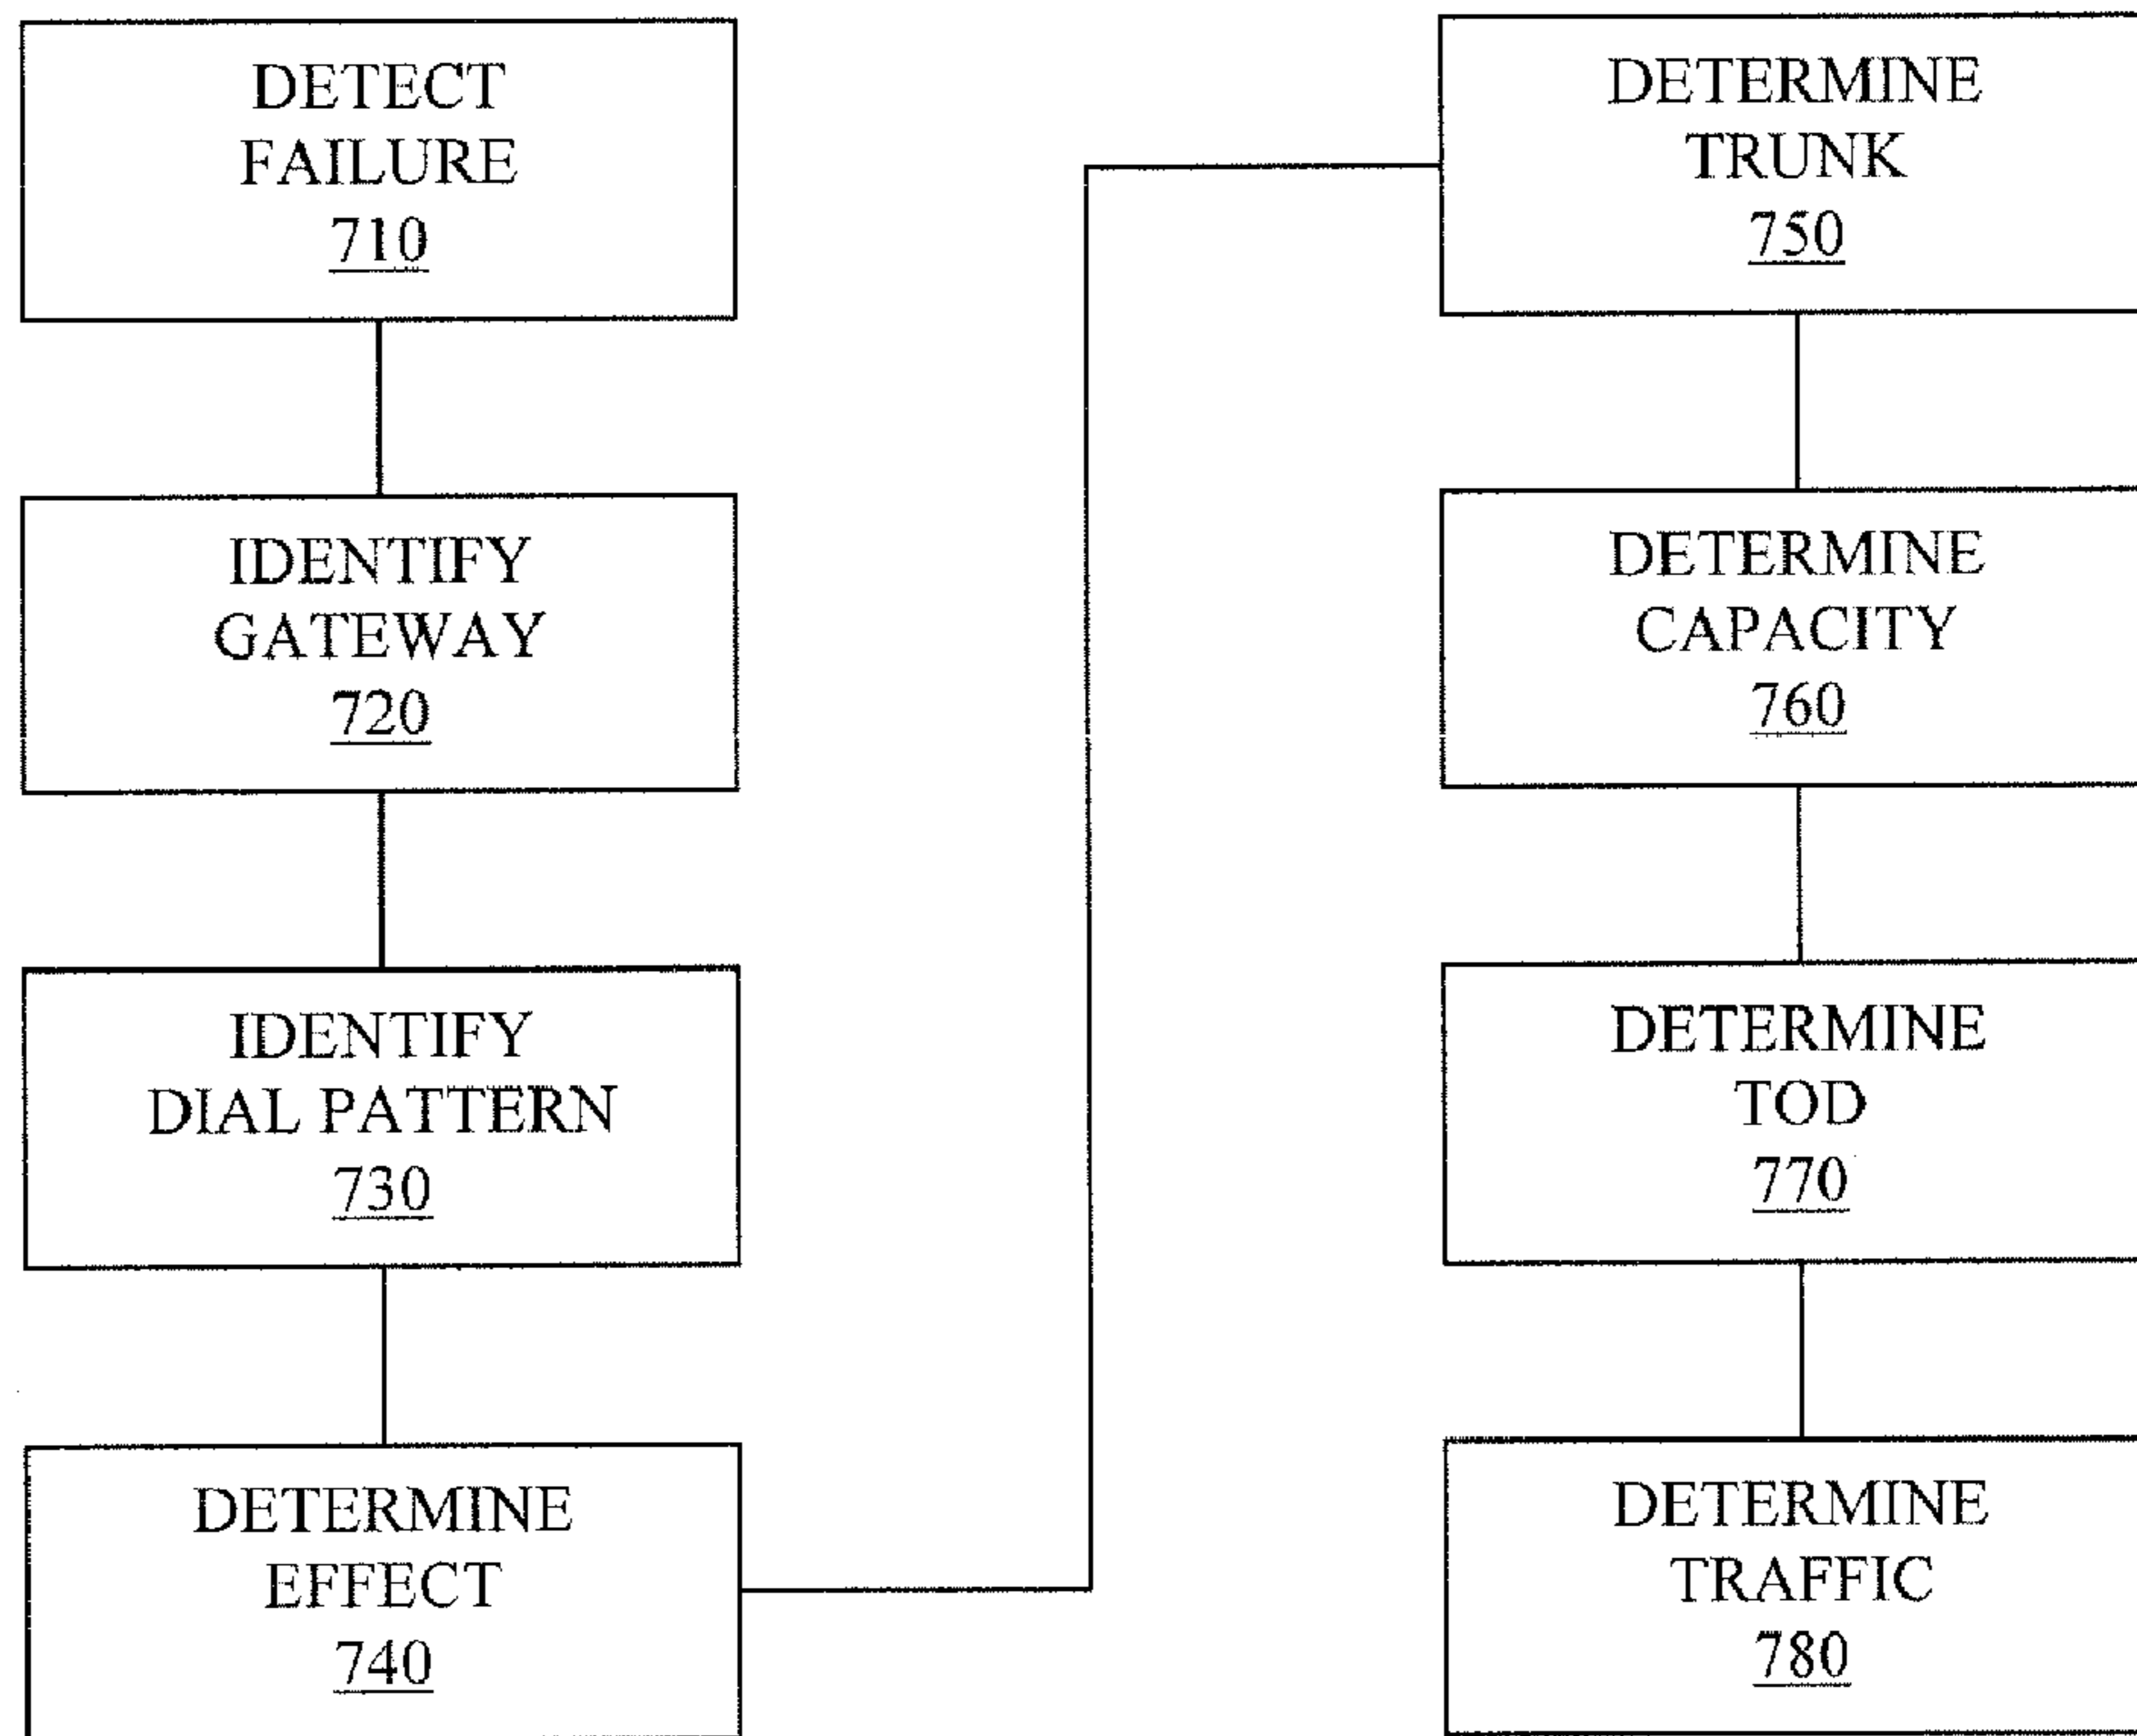 DETECT
FAILURE
710
IDENTIFY
GATEWAY
720
IDENTIFY
DIAL PATTERN
730
DETERMINE
EFFECT
740
DETERMINE
TRUNK
750
DETERMINE
CAPACITY
760
DETERMINE
TOD
770
DETERMINE
TRAFFIC
780